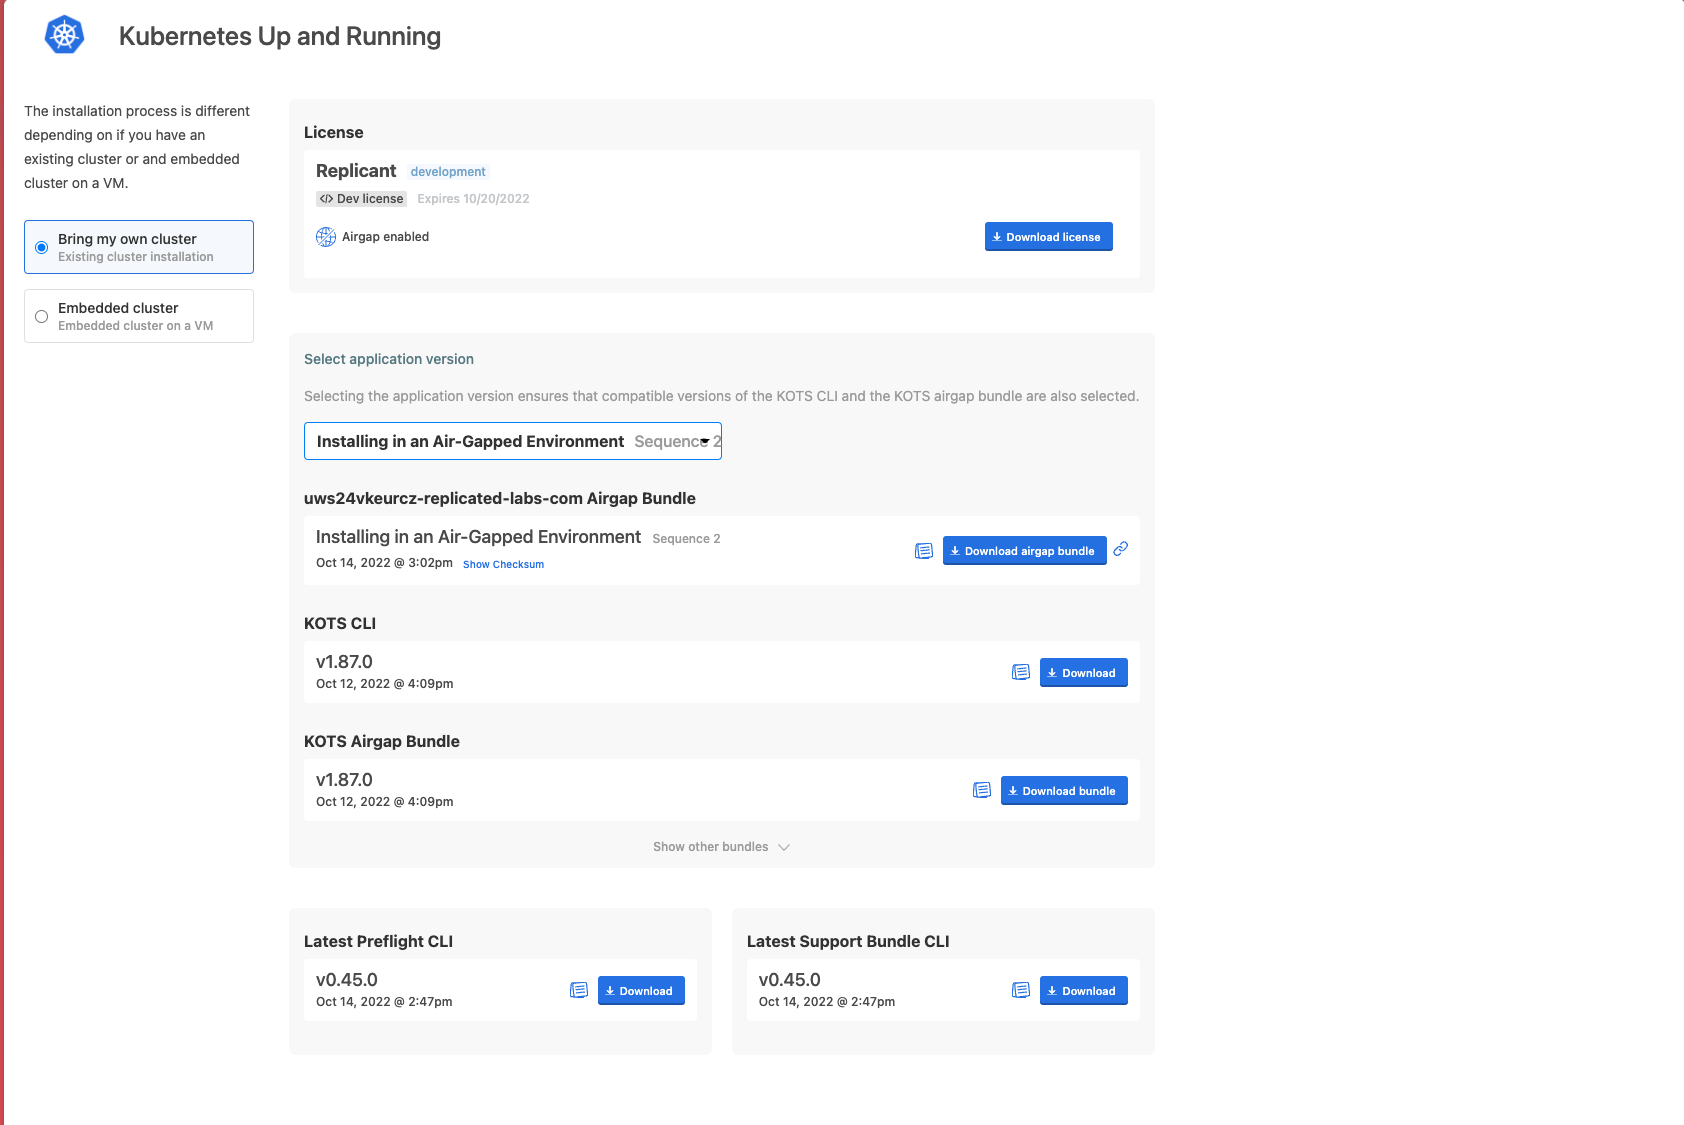 Kubernetes Up and Running
The installation process is different
depending on if you have an
existing cluster or and embedded
cluster on a VM.
Bring my own cluster
Existing cluster installation
Embedded cluster
Embedded cluster on a VM
License
Replicant development
Dev license Expires 10/20/2022
Airgap enabled
Download license
Select application version
Selecting the application version ensures that compatible versions of the KOTS CLI and the KOTS airgap bundle are also selected.
Installing in an Air-Gapped Environment Sequence 2
uws24vkeurcz-replicated-labs-com Airgap Bundle
Installing in an Air-Gapped Environment Sequence 2
Oct 14, 2022 @ 3:02pm Show Checksum
Download airgap bundle
KOTS CLI
v1.87.0
Oct 12, 2022 @ 4:09pm
Download
KOTS Airgap Bundle
v1.87.0
Oct 12, 2022 @ 4:09pm
Download bundle
Show other bundles
Latest Preflight CLI
v0.45.0
Oct 14, 2022 @ 2:47pm
Download
Latest Support Bundle CLI
v0.45.0
Oct 14, 2022 @ 2:47pm
Download